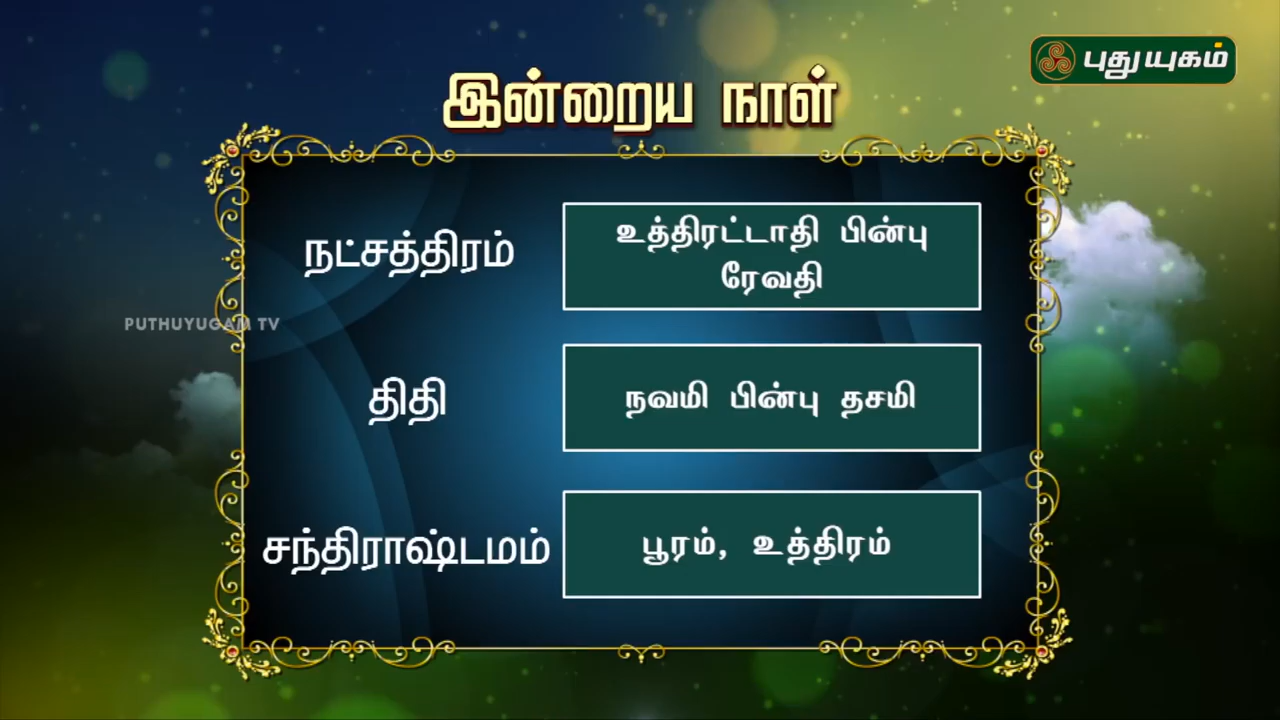 புதுயுகம்
இன்றைய நாள்
நட்சத்திரம்
உத்திரட்டாதி பின்பு
ரேவதி
PUTHUYUGAM TV
திதி
நவமி பின்பு தசமி
சந்திராஷ்டமம்
பூரம், உத்திரம்